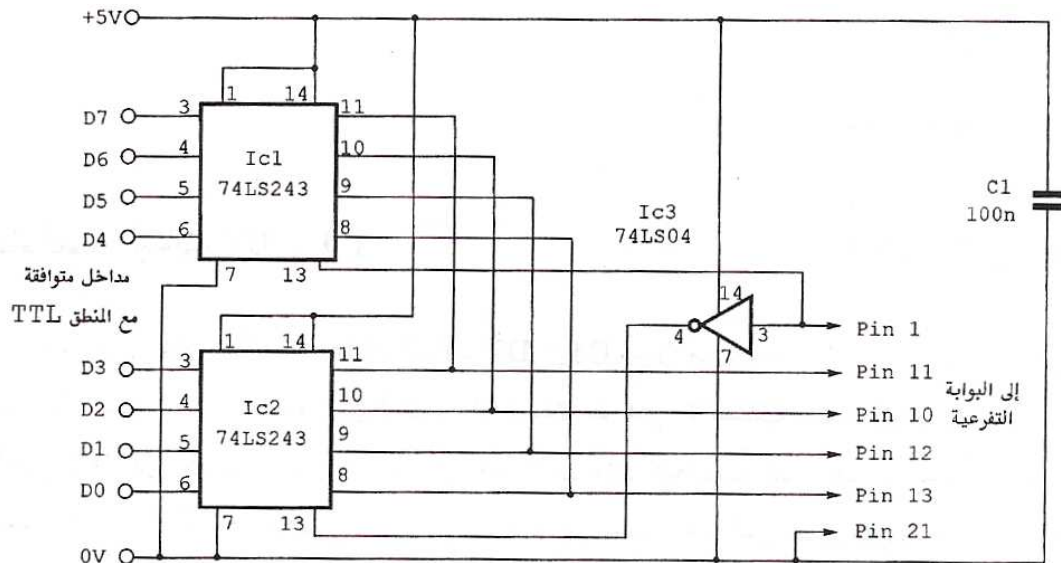 +5V
1
14
D7
3
11
D6
4
Ic1
10
D5
5
74LS243
9
D4
6
8
7
13
Ic3
74LS04
C1
100n
مداخل متوافقة
مع المنطق TTL
1
14
14
4
3
7
Pin 1
D3
3
11
Pin 11
D2
4
Ic2
10
Pin 10
D1
5
74LS243
9
Pin 12
D0
6
8
Pin 13
إلى البوابة
التفرعية
7
13
Pin 21
0V